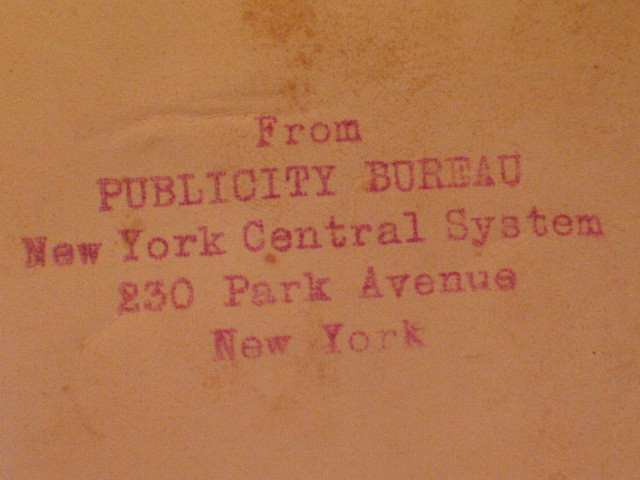 From
PUBLICITY BUREAU
New York Central System
230 Park Avenue
New York